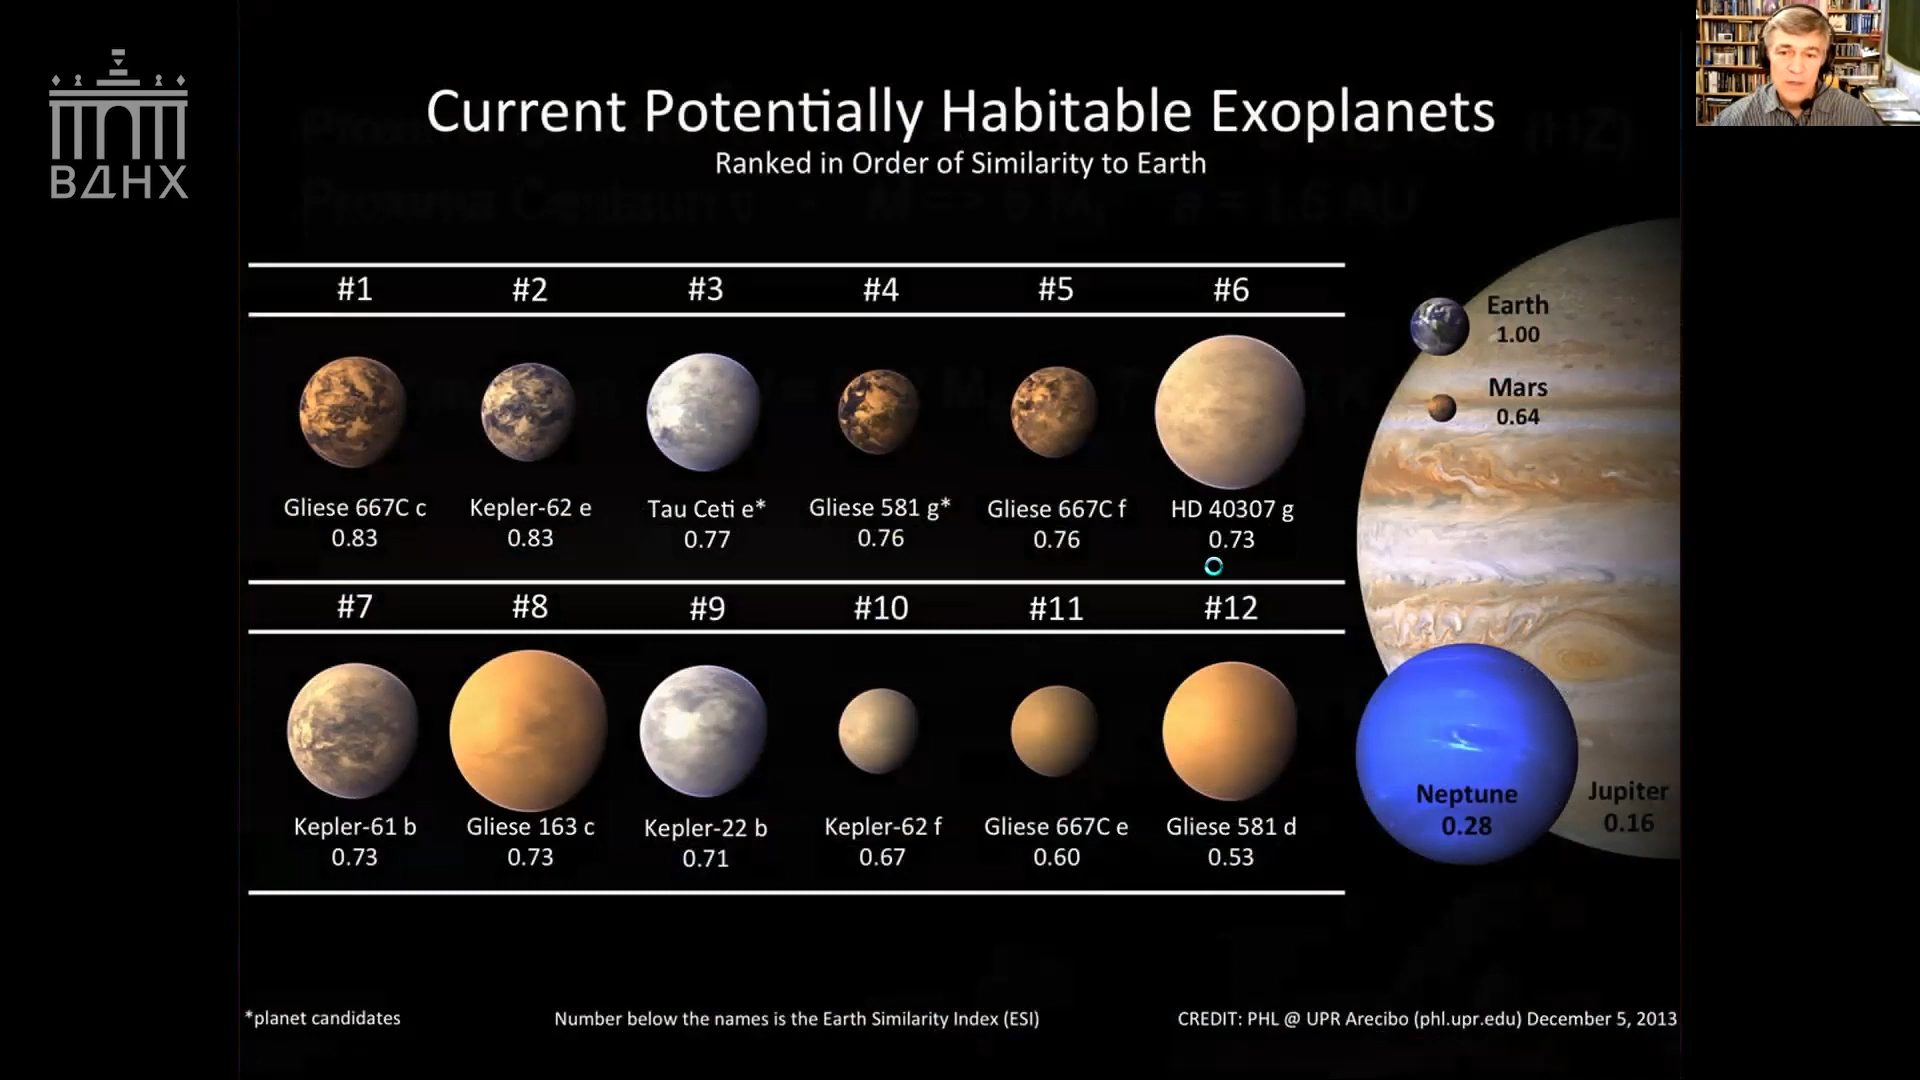 ВДНХ
Current Potentially Habitable Exoplanets
Ranked in Order of Similarity to Earth
#1 #2 #3 #4 #5 #6
Gliese 667C c Kepler-62 e Tau Ceti e* Gliese 581 g* Gliese 667C f HD 40307 g
0.83 0.83 0.77 0.76 0.76 0.73
#7 #8 #9 #10 #11 #12
Kepler-61 b Gliese 163 c Kepler-22 b Kepler-62 f Gliese 667C e Gliese 581 d
0.73 0.73 0.71 0.67 0.60 0.53
Earth
1.00
Mars
0.64
Neptune
0.28
Jupiter
0.16
*planet candidates
Number below the names is the Earth Similarity Index (ESI)
CREDIT: PHL @ UPR Arecibo (phl.upr.edu) December 5, 2013